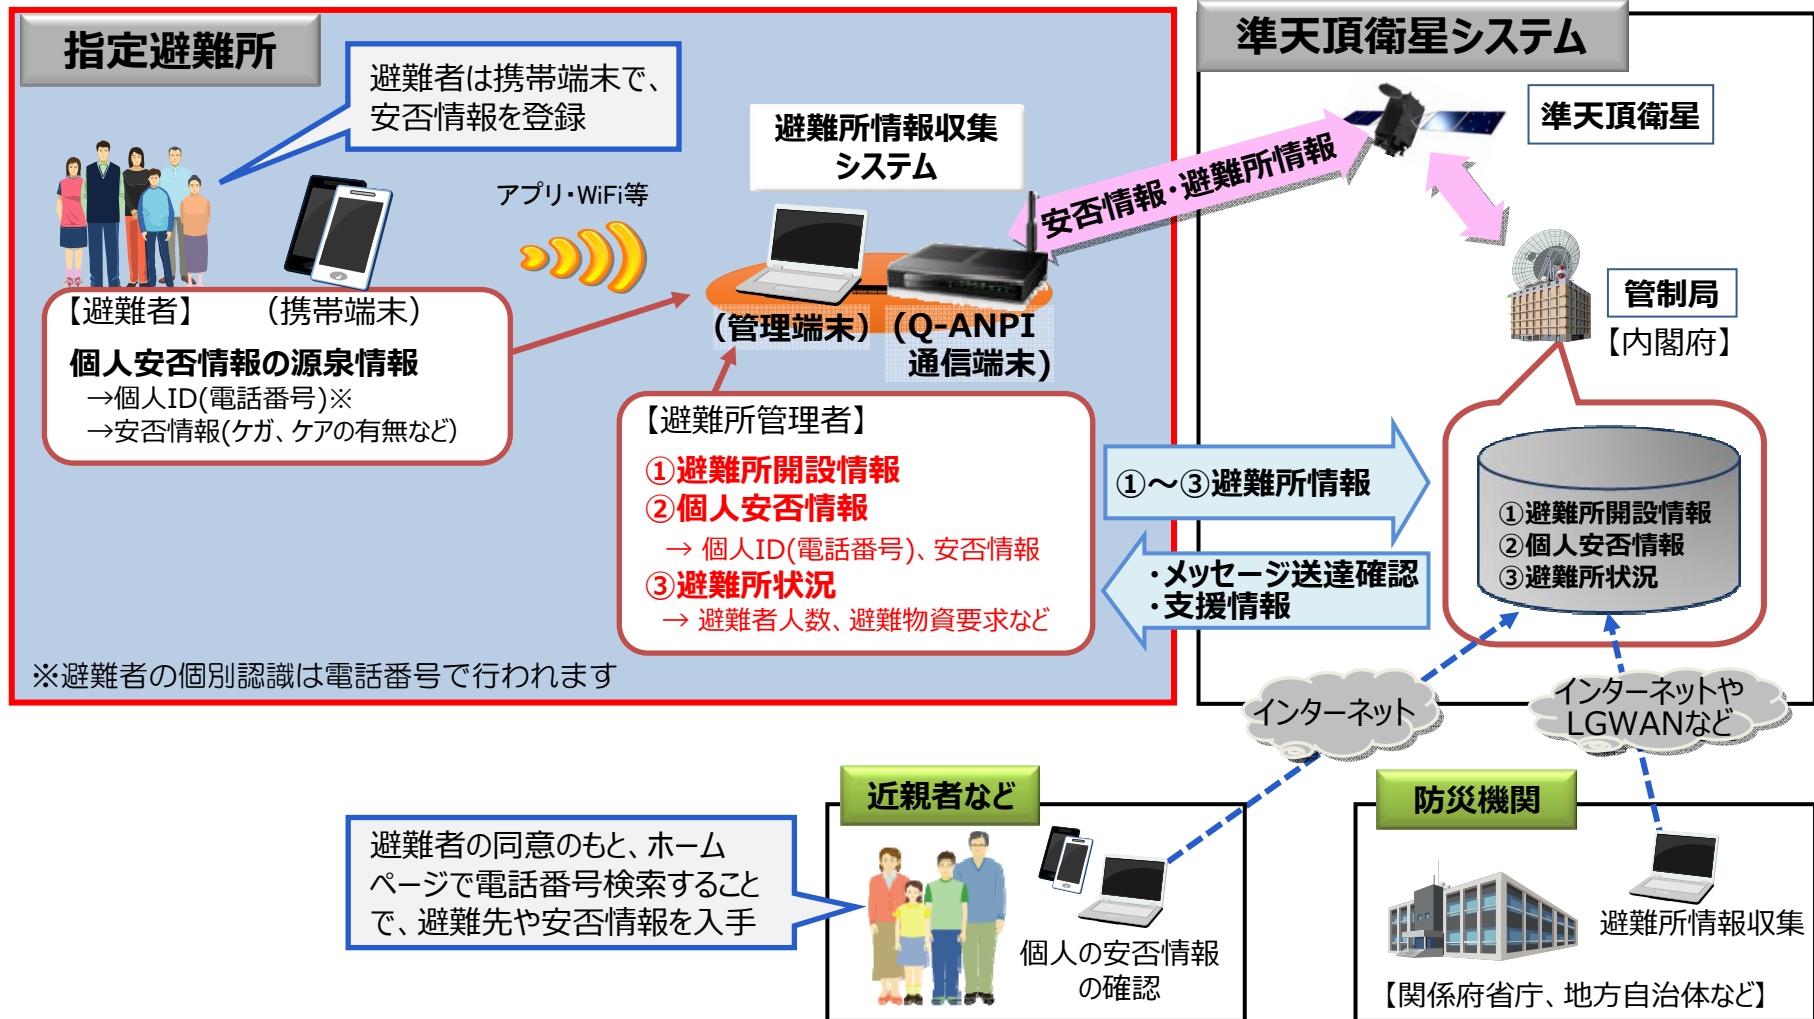 指定避難所
避難者は携帯端末で、
安否情報を登録
アプリ・WiFi等
避難所情報収集
システム
安否情報・避難所情報
【避難者】 （携帯端末）
個人安否情報の源泉情報
→個人ID(電話番号)※
→安否情報(ケガ、ケアの有無など)
(管理端末)
(Q-ANPI
通信端末)
【避難所管理者】
①避難所開設情報
②個人安否情報
→ 個人ID(電話番号)、安否情報
③避難所状況
→ 避難者人数、避難物資要求など
※避難者の個別認識は電話番号で行われます
①～③避難所情報
・メッセージ送達確認
・支援情報
準天頂衛星システム
準天頂衛星
管制局
【内閣府】
①避難所開設情報
②個人安否情報
③避難所状況
インターネット
インターネットや
LGWANなど
近親者など
避難者の同意のもと、ホーム
ページで電話番号検索すること
で、避難先や安否情報を入手
個人の安否情報
の確認
防災機関
避難所情報収集
【関係府省庁、地方自治体など】